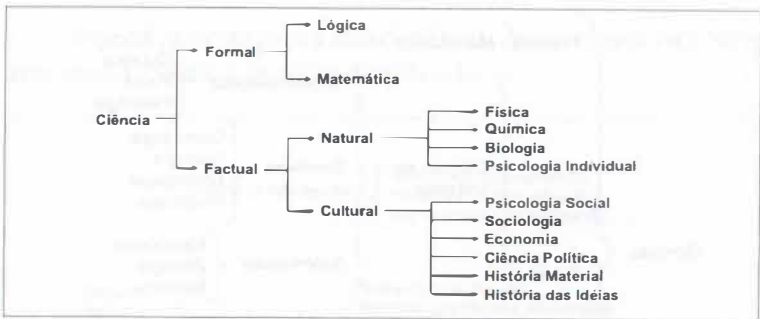 Lógica
Formal
Matemática
Ciência
Física
Química
Natural
Biologia
Psicologia Individual
Factual
Psicologia Social
Cultural
Sociologia
Economia
Ciência Política
História Material
História das Idéias